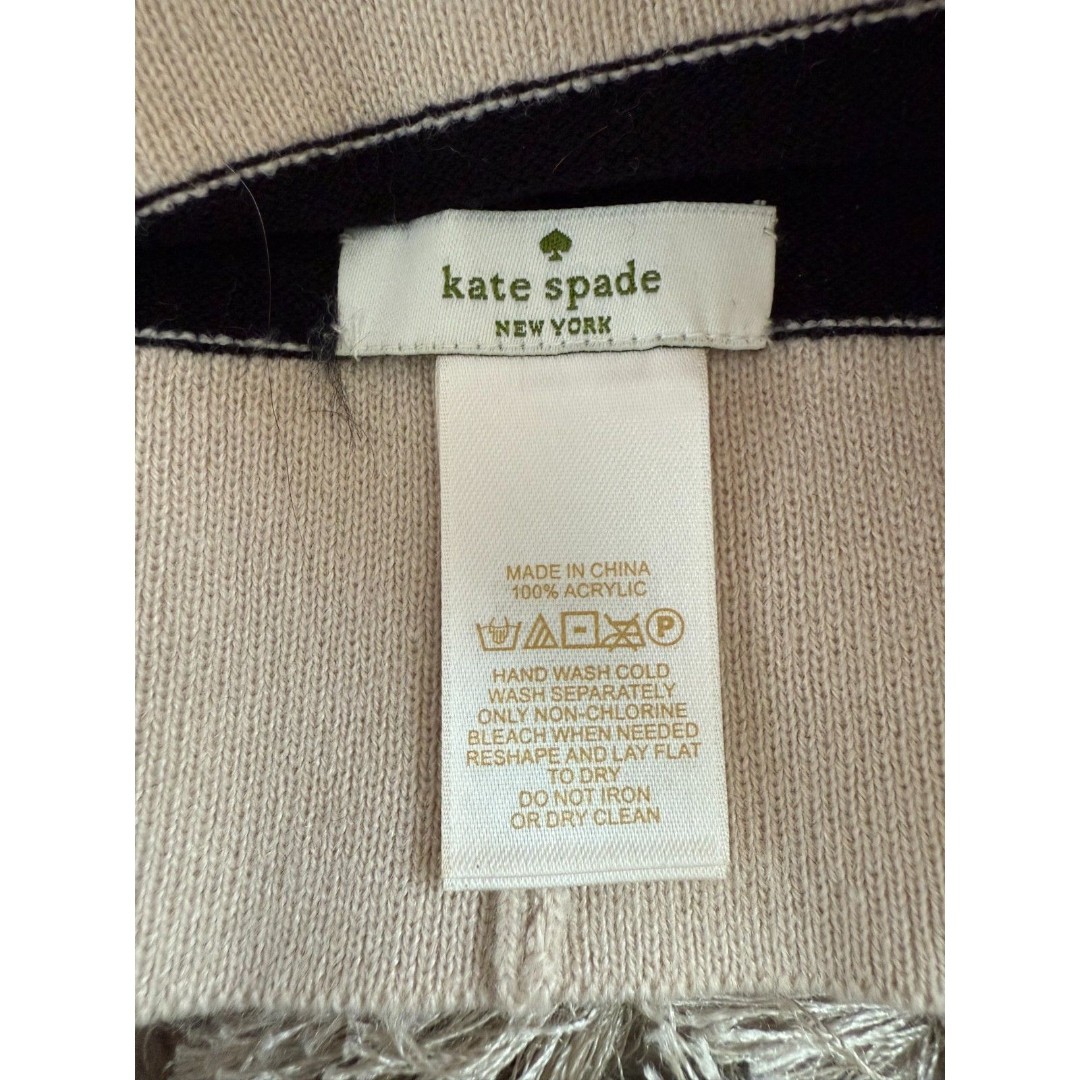 kate spade
NEW YORK
MADE IN CHINA
100% ACRYLIC
P
HAND WASH COLD
WASH SEPARATELY
ONLY NON-CHLORINE
BLEACH WHEN NEEDED
RESHAPE AND LAY FLAT
TO DRY
DO NOT IRON
OR DRY CLEAN